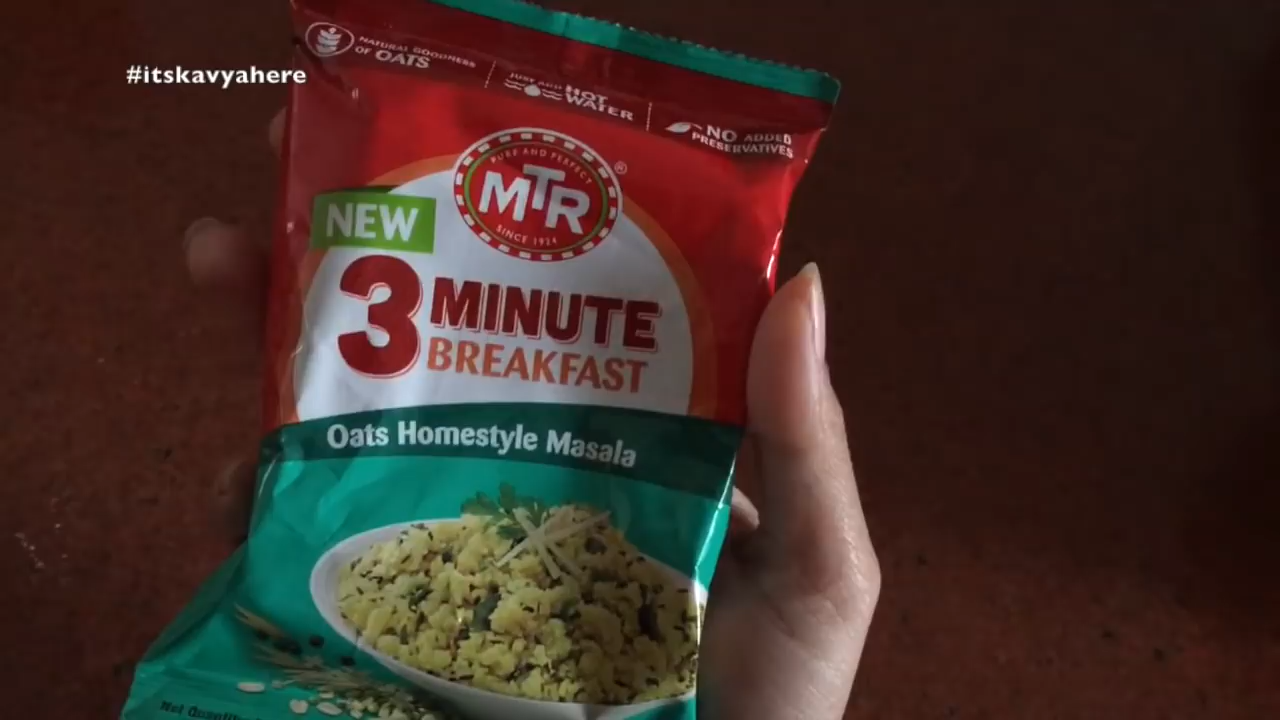 #itskavyahere
NATURAL GOODNESS
OF OATS
JUST ADD HOT
WATER
NO ADDED
PRESERVATIVES
PURE AND PERFECT
MTR
®
SINCE 1924
NEW
3 MINUTE
BREAKFAST
Oats Homestyle Masala
Net